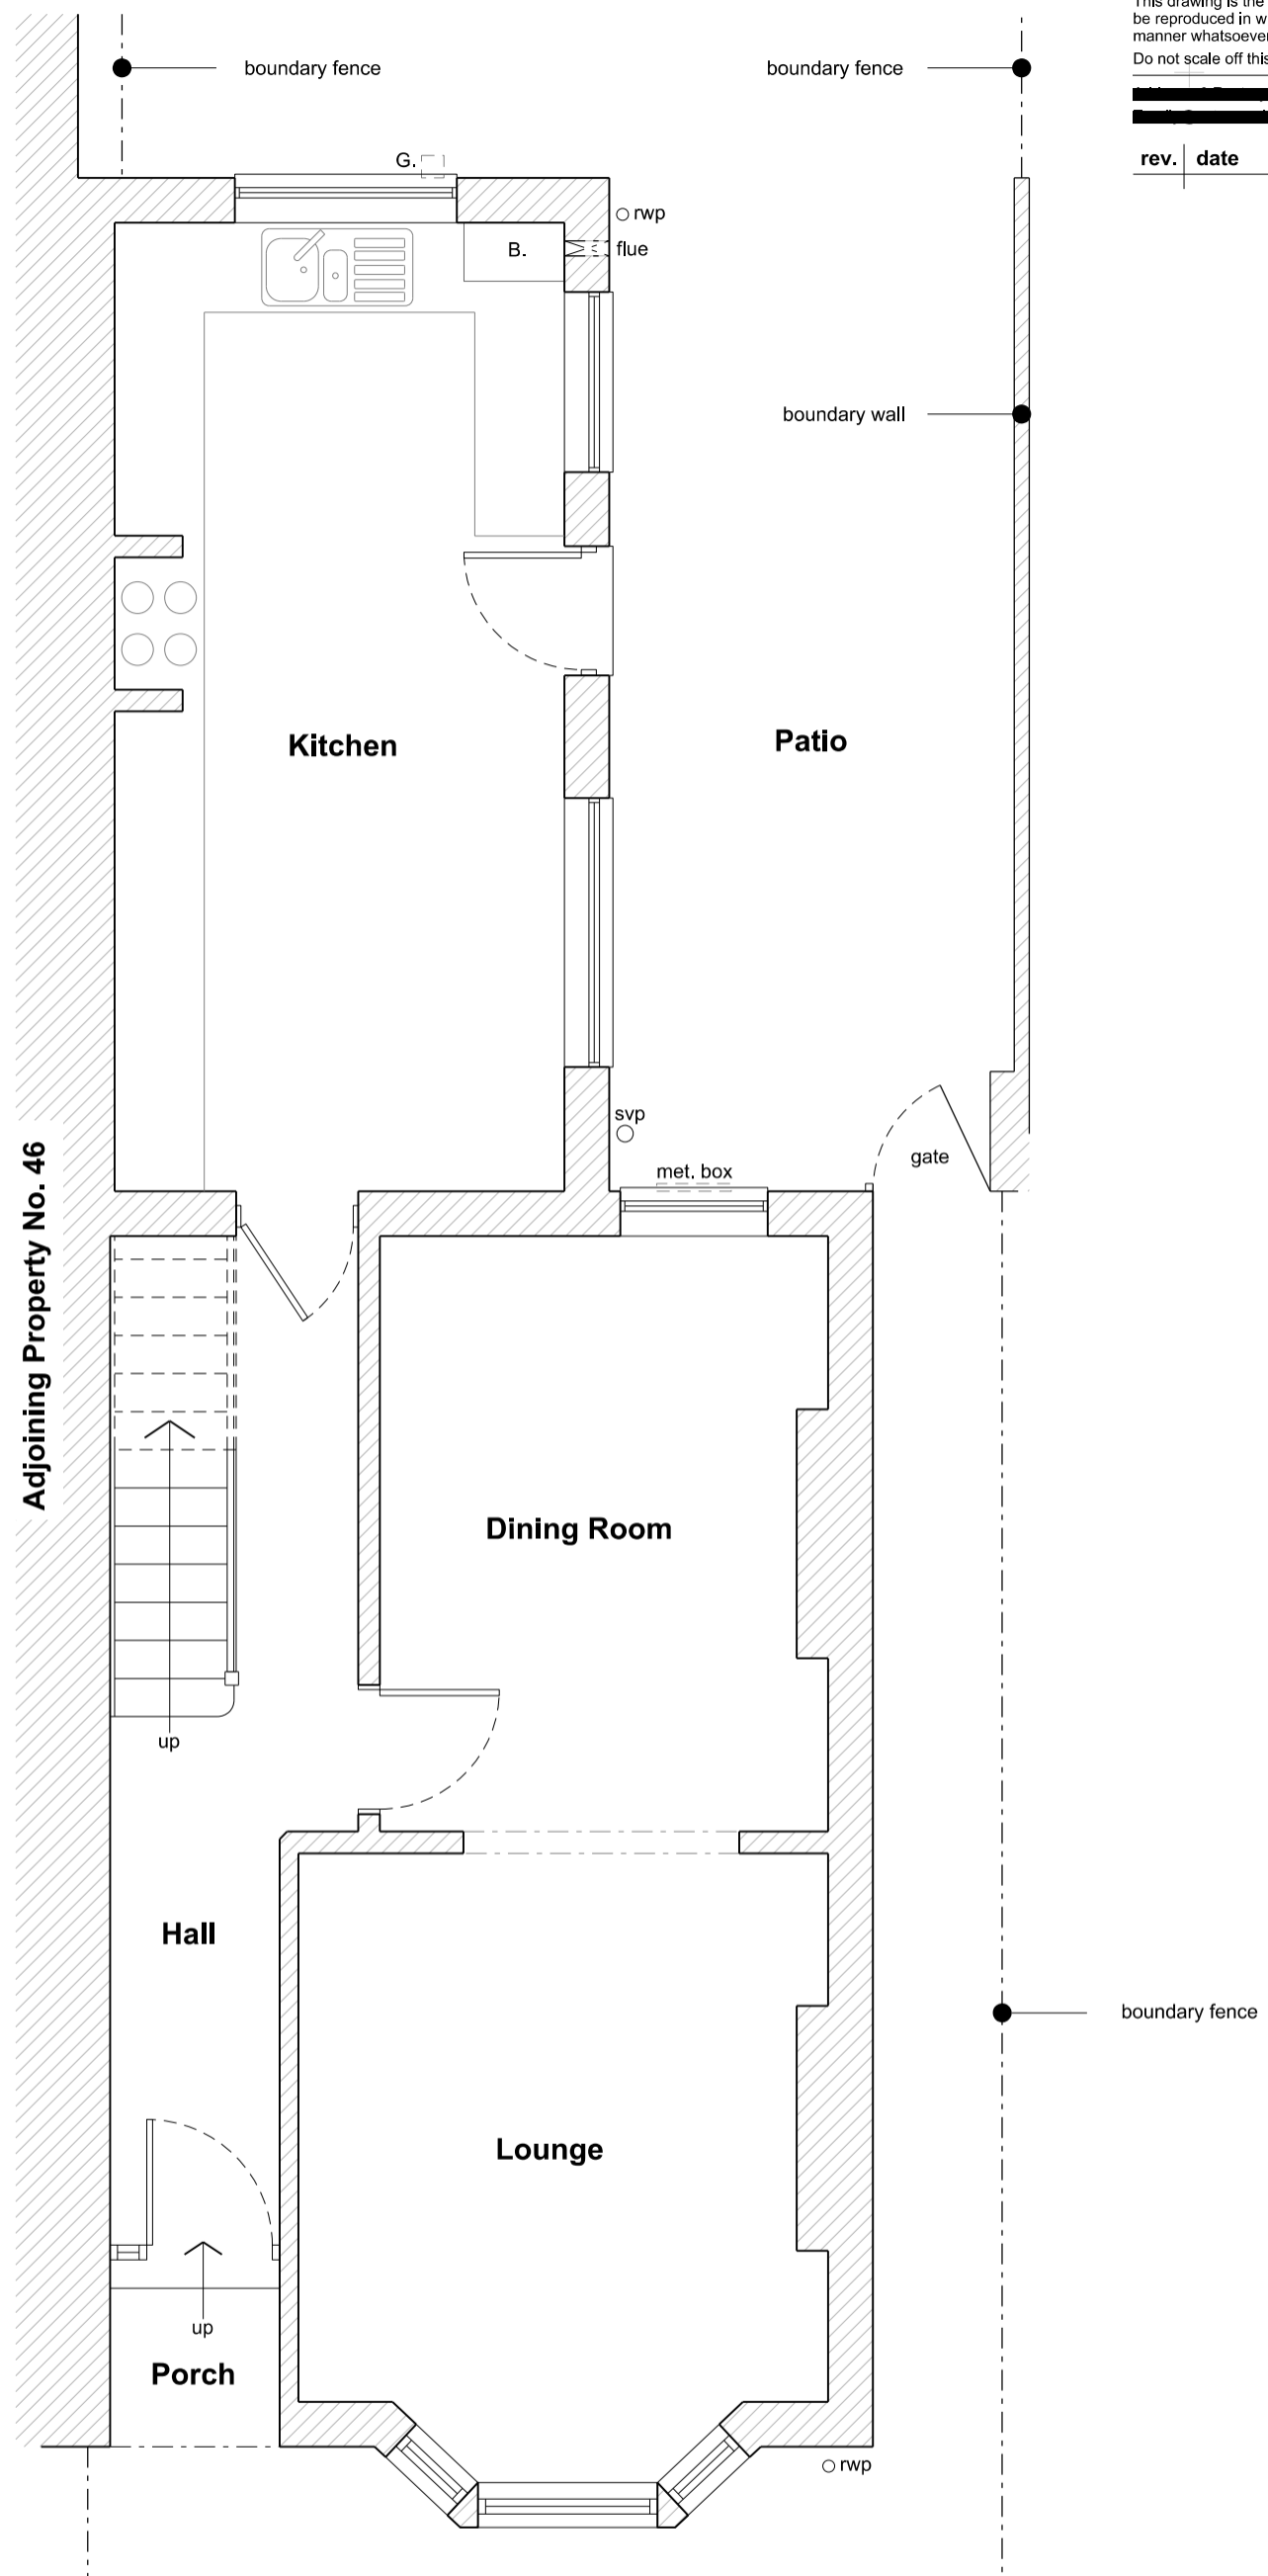 This drawing is the
be reproduced in w
manner whatsoever
Do not scale off this
rev. date
boundary fence
boundary fence
G.
rwp
B.
flue
boundary wall
Kitchen
Patio
svp
met. box
gate
Adjoining Property No. 46
Dining Room
up
Hall
boundary fence
Lounge
up
Porch
rwp